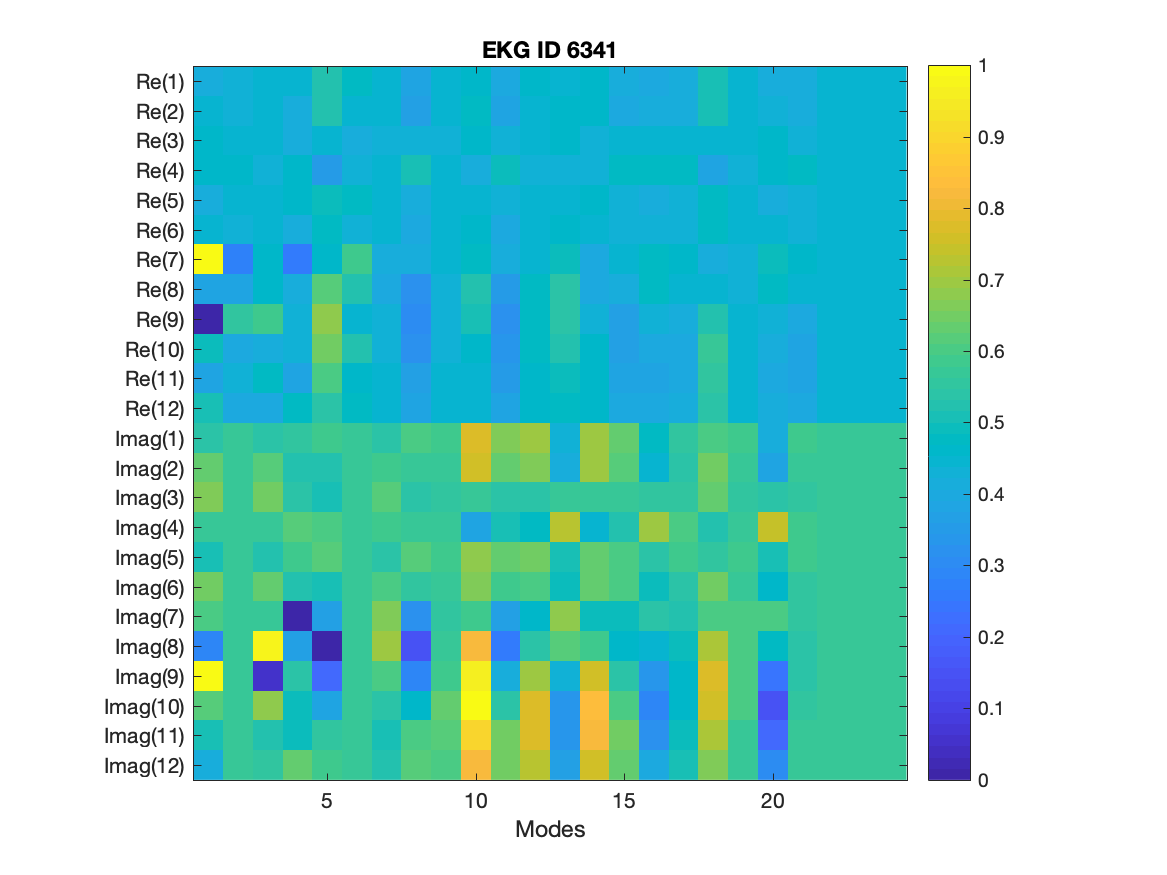 EKG ID 6341
Re(1)
Re(2)
Re(3)
Re(4)
Re(5)
Re(6)
Re(7)
Re(8)
Re(9)
Re(10)
Re(11)
Re(12)
Imag(1)
Imag(2)
Imag(3)
Imag(4)
Imag(5)
Imag(6)
Imag(7)
Imag(8)
Imag(9)
Imag(10)
Imag(11)
Imag(12)
5 10 15 20
Modes
1
0.9
0.8
0.7
0.6
0.5
0.4
0.3
0.2
0.1
0